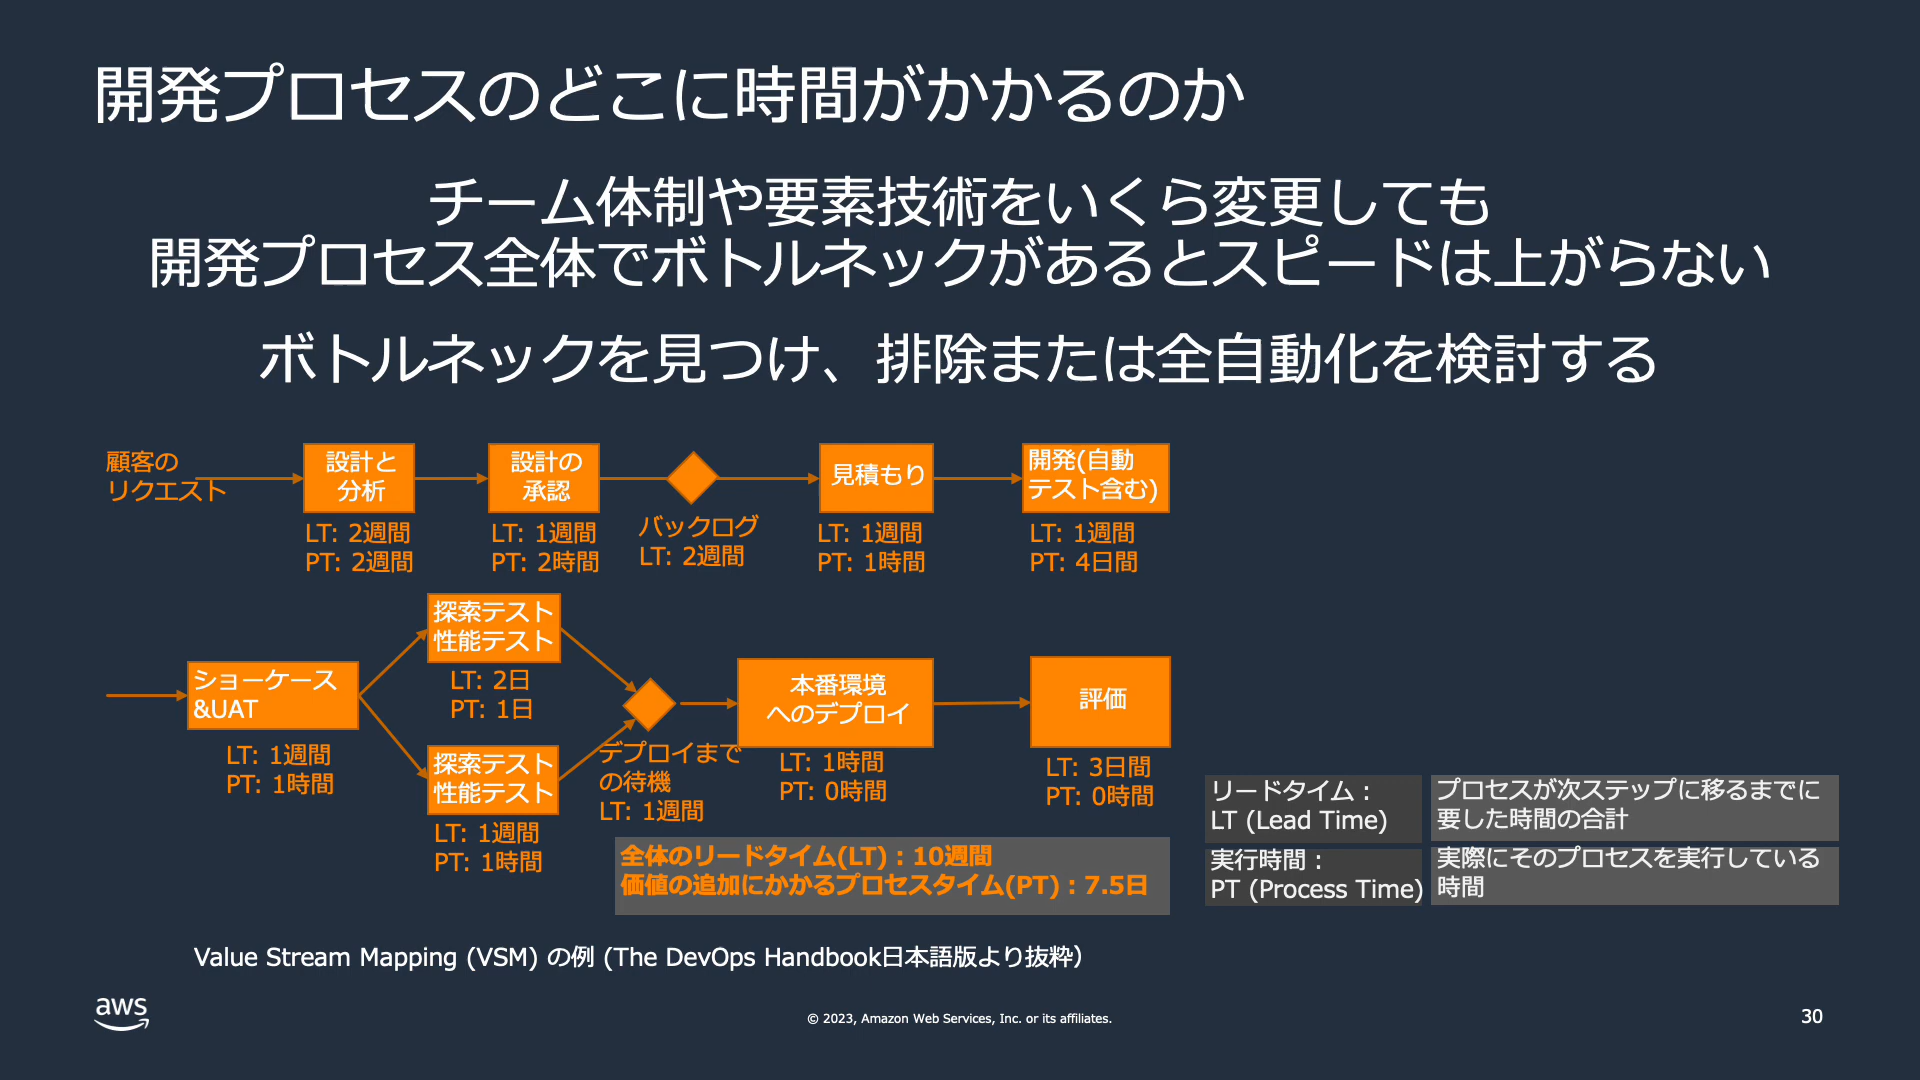 開発プロセスのどこに時間がかかるのか
チーム体制や要素技術をいくら変更しても
開発プロセス全体でボトルネックがあるとスピードは上がらない
ボトルネックを見つけ、排除または全自動化を検討する
顧客の
リクエスト
設計と
分析
LT: 2週間
PT: 2週間
設計の
承認
LT: 1週間
PT: 2時間
バックログ
LT: 2週間
見積もり
LT: 1週間
PT: 1時間
開発(自動
テスト含む)
LT: 1週間
PT: 4日間
ショーケース
&UAT
LT: 1週間
PT: 1時間
探索テスト
性能テスト
LT: 2日
PT: 1日
探索テスト
性能テスト
LT: 1週間
PT: 1時間
デプロイまで
の待機
LT: 1週間
本番環境
へのデプロイ
LT: 1時間
PT: 0時間
評価
LT: 3日間
PT: 0時間
全体のリードタイム(LT)：10週間
価値の追加にかかるプロセスタイム(PT)：7.5日
リードタイム：
LT (Lead Time)
プロセスが次ステップに移るまでに
要した時間の合計
実行時間：
PT (Process Time)
実際にそのプロセスを実行している
時間
Value Stream Mapping (VSM) の例 (The DevOps Handbook日本語版より抜粋）
aws
© 2023, Amazon Web Services, Inc. or its affiliates.
30